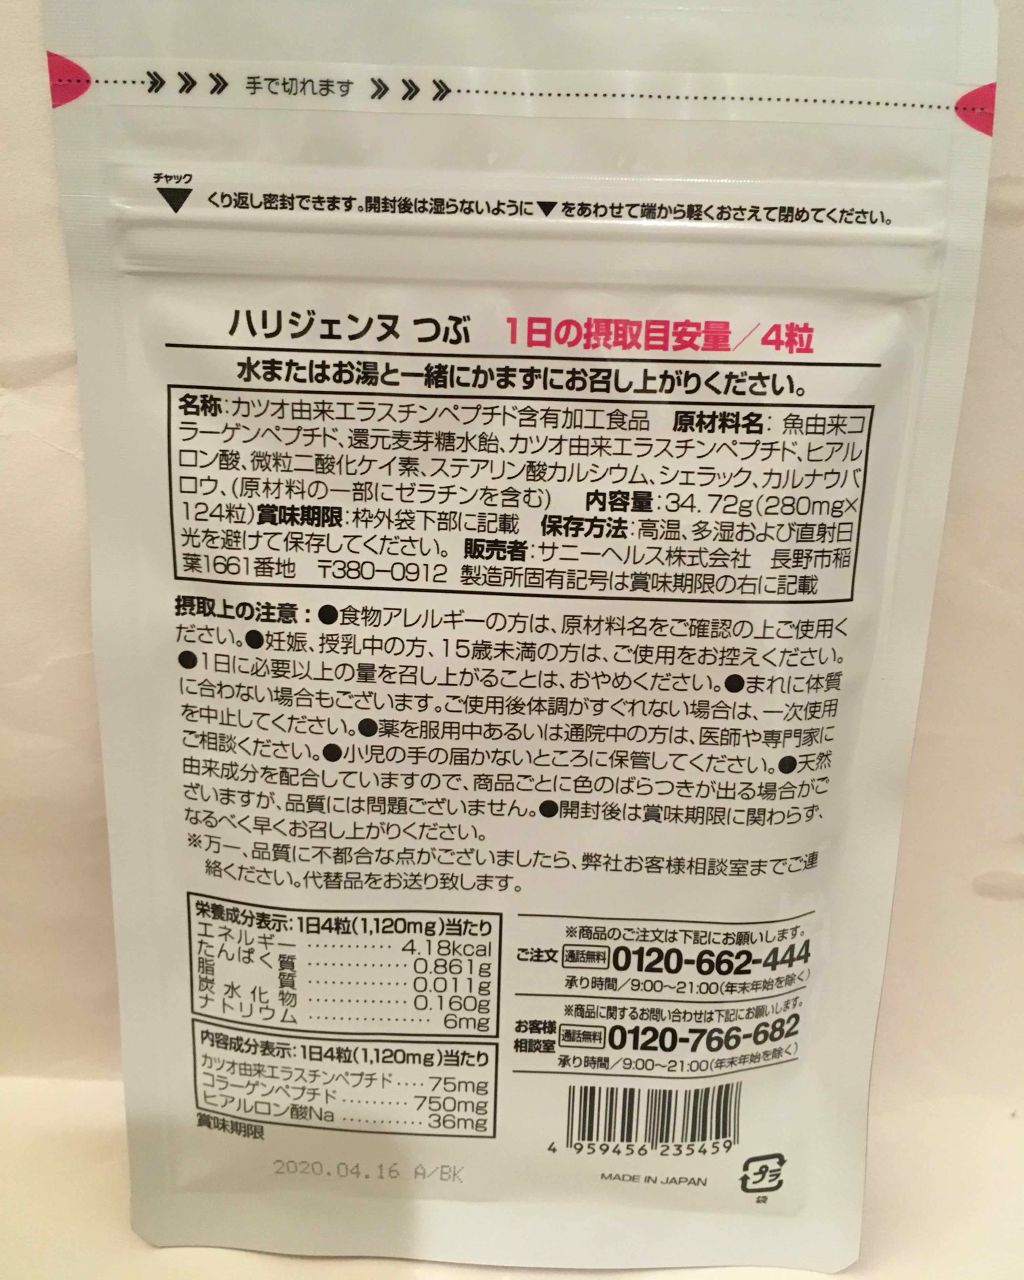 手で切れます
チャック
くり返し密封できます。開封後は湿らないように▼をあわせて端から軽くおさえて閉めてください。
ハリジェンヌ つぶ 1日の摂取目安量／4粒
水またはお湯と一緒にかまずにお召し上がりください。
名称：カツオ由来エラスチンペプチド含有加工食品 原材料名：魚由来コ
ラーゲンペプチド、還元麦芽糖水飴、カツオ由来エラスチンペプチド、ヒアル
ロン酸、微粒二酸化ケイ素、ステアリン酸カルシウム、シェラック、カルナウバ
ロウ、(原材料の一部にゼラチンを含む) 内容量：34.72g(280mg×
124粒)賞味期限：枠外袋下部に記載 保存方法：高温、多湿および直射日
光を避けて保存してください。 販売者：サニーヘルス株式会社 長野市稲
葉1661番地 〒380-0912 製造所固有記号は賞味期限の右に記載
摂取上の注意：●食物アレルギーの方は、原材料名をご確認の上ご使用く
ださい。●妊娠、授乳中の方、15歳未満の方は、ご使用をお控えください。
●1日に必要以上の量を召し上がることは、おやめください。●まれに体質
に合わない場合もございます。ご使用後体調がすぐれない場合は、一次使用
を中止してください。●薬を服用中あるいは通院中の方は、医師や専門家に
ご相談ください。●小児の手の届かないところに保管してください。●天然
由来成分を配合していますので、商品ごとに色のばらつきが出る場合がご
ざいますが、品質には問題ございません。●開封後は賞味期限に関わらず、
なるべく早くお召し上がりください。
※万一、品質に不都合な点がございましたら、弊社お客様相談室までご連
絡ください。代替品をお送り致します。
栄養成分表示：1日4粒(1,120mg)当たり
エネルギー ………… 4.18kcal
たんぱく質 ………… 0.861g
脂質 ………… 0.011g
炭水化物 ………… 0.160g
ナトリウム ………… 6mg
内容成分表示：1日4粒(1,120mg)当たり
カツオ由来エラスチンペプチド ‥‥ 75mg
コラーゲンペプチド ……… 750mg
ヒアルロン酸Na ………… 36mg
賞味期限
2020.04.16 A/BK
※商品のご注文は下記にお願いします。
ご注文 通話無料 0120-662-444
承り時間／9:00～21:00(年末年始を除く)
※商品に関するお問い合わせは下記にお願いします。
お客様相談室 通話無料 0120-766-682
承り時間／9:00～21:00(年末年始を除く)
4 959456 235459
MADE IN JAPAN
プラ
袋